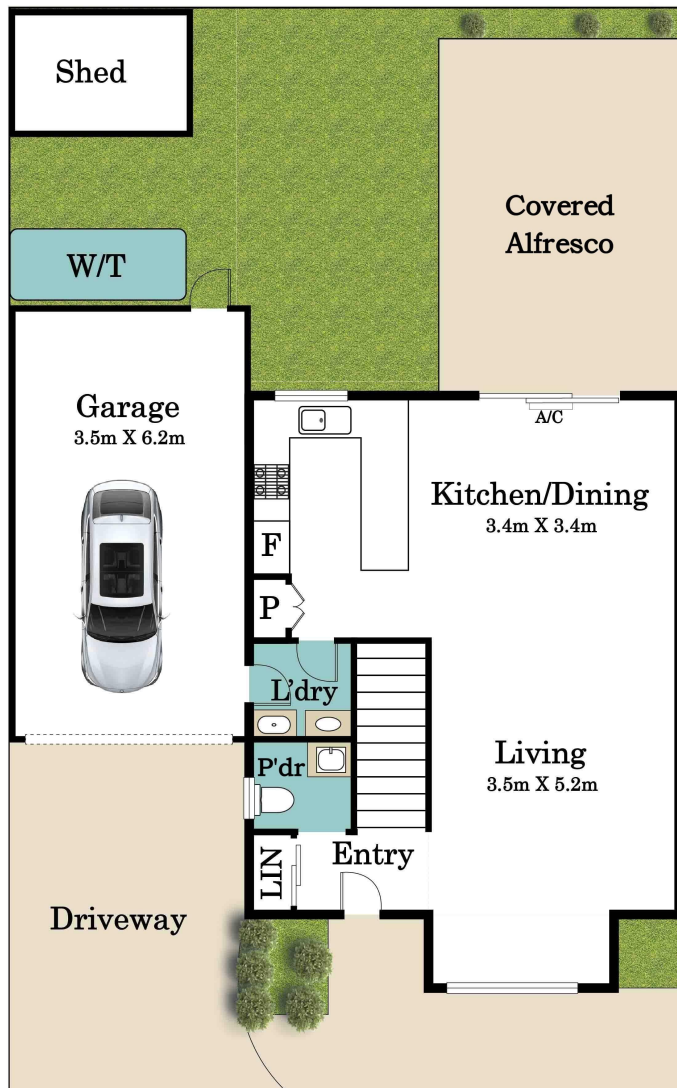 Shed
Covered
Alfresco
W/T
Garage
3.5m X 6.2m
A/C
Kitchen/Dining
3.4m X 3.4m
F
P
L'dry
Living
3.5m X 5.2m
P'dr
Entry
LIN
Driveway